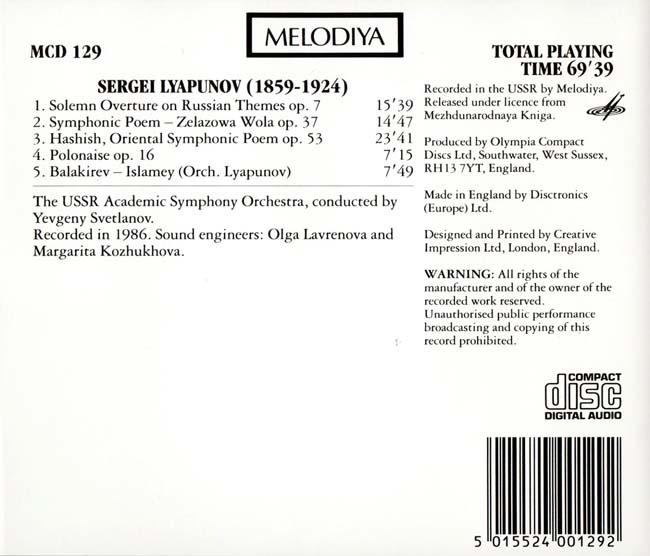 MCD 129
MELODIYA
TOTAL PLAYING
TIME 69'39
SERGEI LYAPUNOV (1859-1924)
1. Solemn Overture on Russian Themes op. 7 15'39
2. Symphonic Poem – Zelazowa Wola op. 37 14'47
3. Hashish, Oriental Symphonic Poem op. 53 23'41
4. Polonaise op. 16 7'15
5. Balakirev – Islamey (Orch. Lyapunov) 7'49
The USSR Academic Symphony Orchestra, conducted by
Yevgeny Svetlanov.
Recorded in 1986. Sound engineers: Olga Lavrenova and
Margarita Kozhukhova.
Recorded in the USSR by Melodiya.
Released under licence from
Mezhdunarodnaya Kniga.
Produced by Olympia Compact
Discs Ltd, Southwater, West Sussex,
RH13 7YT, England.
Made in England by Disctronics
(Europe) Ltd.
Designed and Printed by Creative
Impression Ltd, London, England.
WARNING: All rights of the
manufacturer and of the owner of the
recorded work reserved.
Unauthorised public performance
broadcasting and copying of this
record prohibited.
COMPACT
disc
DIGITAL AUDIO
5 015524 001292